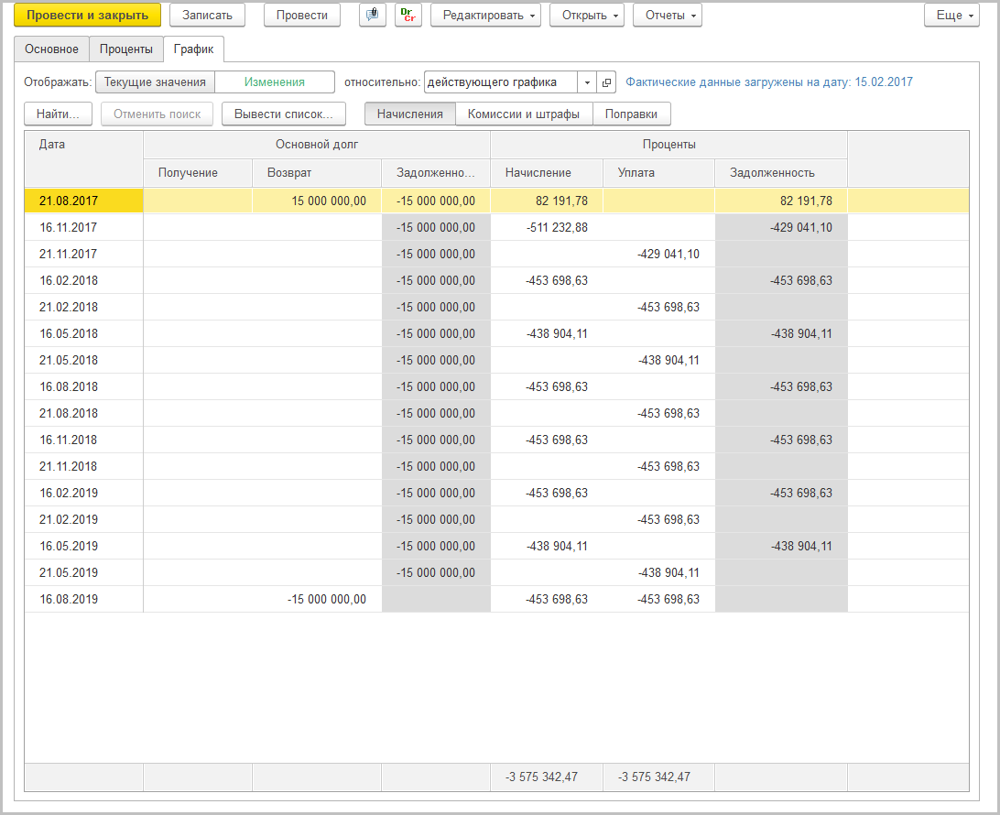 Провести и закрыть Записать Провести Dr Cr Редактировать Открыть Отчеты Еще
Основное Проценты График
Отображать: Текущие значения Изменения относительно: действующего графика Фактические данные загружены на дату: 15.02.2017
Найти... Отменить поиск Вывести список... Начисления Комиссии и штрафы Поправки
Дата Основной долг Проценты
Получение Возврат Задолженно... Начисление Уплата Задолженность
21.08.2017 15 000 000,00 -15 000 000,00 82 191,78 82 191,78
16.11.2017 -15 000 000,00 -511 232,88 -429 041,10
21.11.2017 -15 000 000,00 -429 041,10
16.02.2018 -15 000 000,00 -453 698,63 -453 698,63
21.02.2018 -15 000 000,00 -453 698,63
16.05.2018 -15 000 000,00 -438 904,11 -438 904,11
21.05.2018 -15 000 000,00 -438 904,11
16.08.2018 -15 000 000,00 -453 698,63 -453 698,63
21.08.2018 -15 000 000,00 -453 698,63
16.11.2018 -15 000 000,00 -453 698,63 -453 698,63
21.11.2018 -15 000 000,00 -453 698,63
16.02.2019 -15 000 000,00 -453 698,63 -453 698,63
21.02.2019 -15 000 000,00 -453 698,63
16.05.2019 -15 000 000,00 -438 904,11 -438 904,11
21.05.2019 -15 000 000,00 -438 904,11
16.08.2019 -15 000 000,00 -453 698,63 -453 698,63
-3 575 342,47 -3 575 342,47